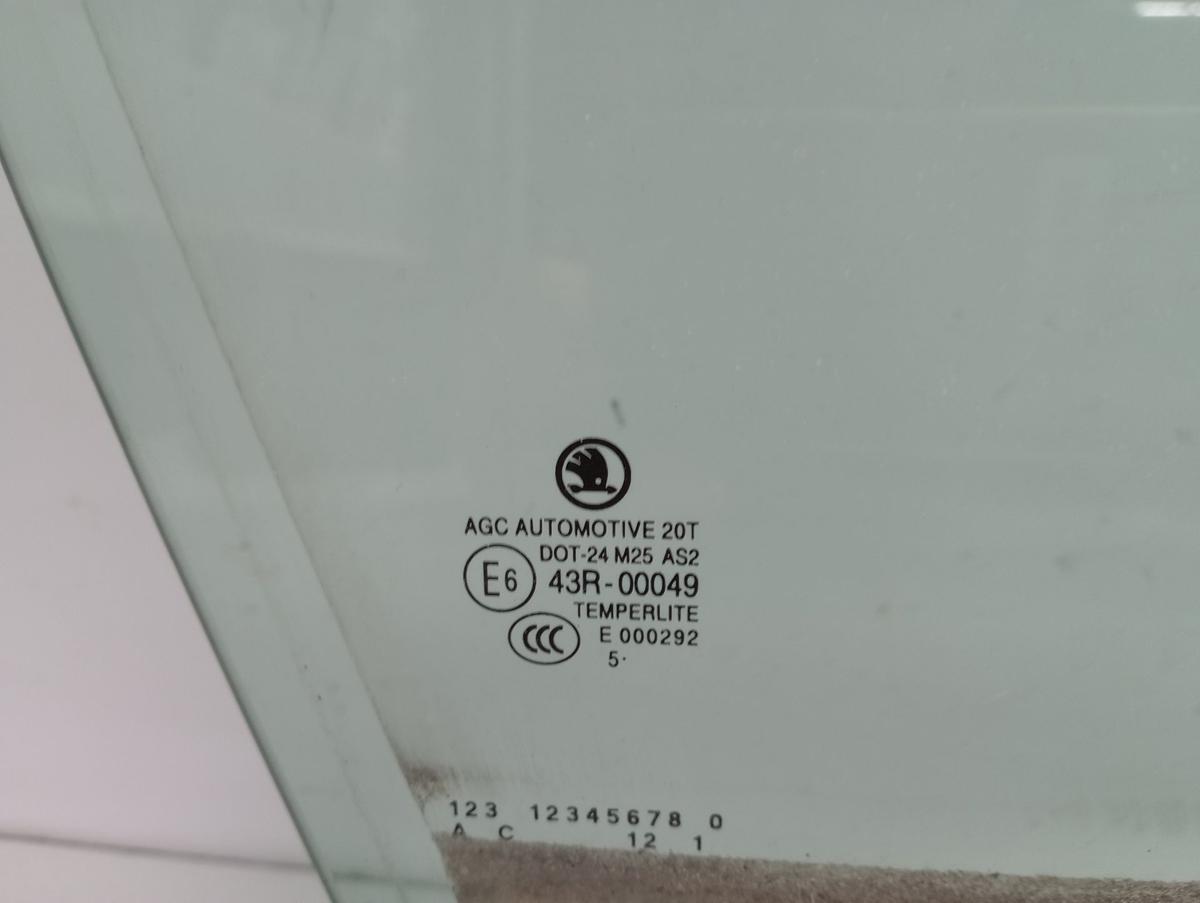 AGC AUTOMOTIVE 20T
DOT-24 M25 AS2
E6 43R-00049
TEMPERLITE
CCC E 000292
5·
123 12345678 0
A C 12 1